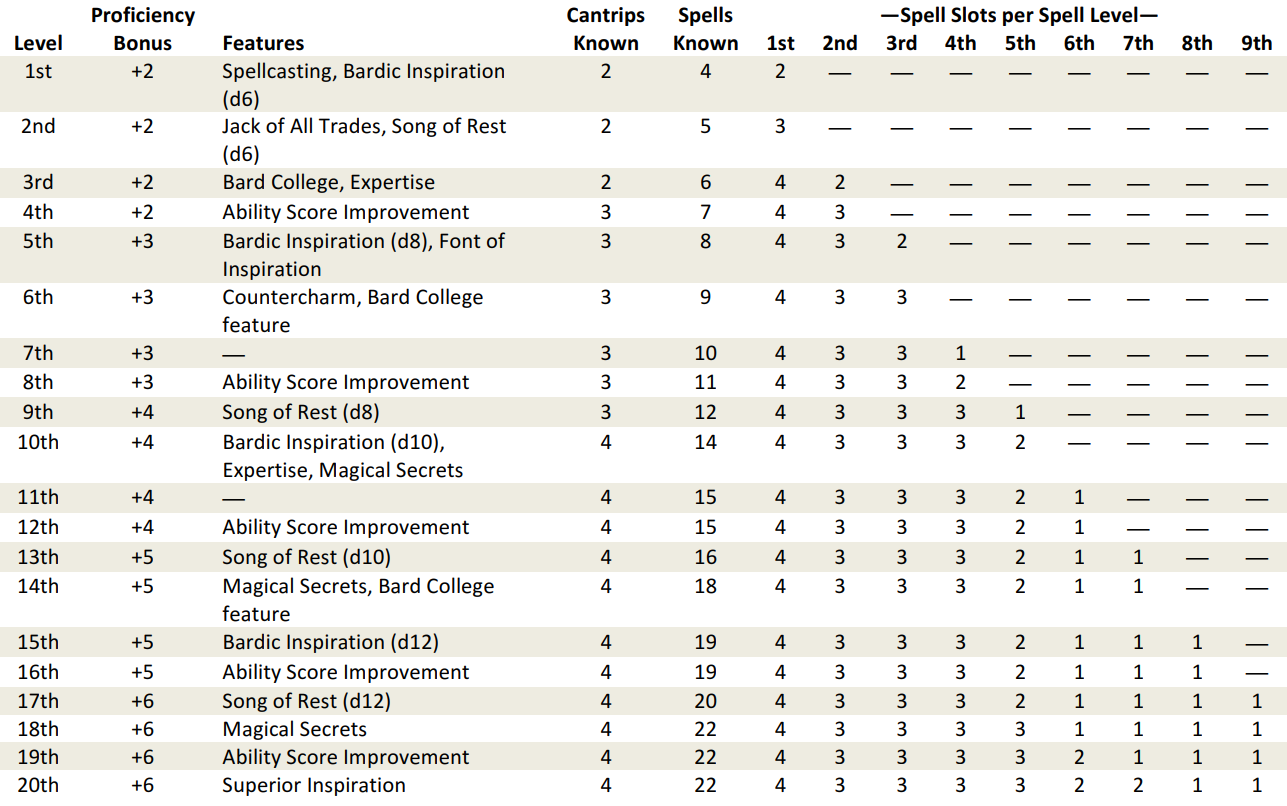 Proficiency Cantrips Spells —Spell Slots per Spell Level—
Level Bonus Features Known Known 1st 2nd 3rd 4th 5th 6th 7th 8th 9th
1st +2 Spellcasting, Bardic Inspiration 2 4 2 — — — — — — — —
(d6)
2nd +2 Jack of All Trades, Song of Rest 2 5 3 — — — — — — — —
(d6)
3rd +2 Bard College, Expertise 2 6 4 2 — — — — — — —
4th +2 Ability Score Improvement 3 7 4 3 — — — — — — —
5th +3 Bardic Inspiration (d8), Font of 3 8 4 3 2 — — — — — —
Inspiration
6th +3 Countercharm, Bard College 3 9 4 3 3 — — — — — —
feature
7th +3 — 3 10 4 3 3 1 — — — — —
8th +3 Ability Score Improvement 3 11 4 3 3 2 — — — — —
9th +4 Song of Rest (d8) 3 12 4 3 3 3 1 — — — —
10th +4 Bardic Inspiration (d10), 4 14 4 3 3 3 2 — — — —
Expertise, Magical Secrets
11th +4 — 4 15 4 3 3 3 2 1 — — —
12th +4 Ability Score Improvement 4 15 4 3 3 3 2 1 — — —
13th +5 Song of Rest (d10) 4 16 4 3 3 3 2 1 1 — —
14th +5 Magical Secrets, Bard College 4 18 4 3 3 3 2 1 1 — —
feature
15th +5 Bardic Inspiration (d12) 4 19 4 3 3 3 2 1 1 1 —
16th +5 Ability Score Improvement 4 19 4 3 3 3 2 1 1 1 —
17th +6 Song of Rest (d12) 4 20 4 3 3 3 2 1 1 1 1
18th +6 Magical Secrets 4 22 4 3 3 3 3 1 1 1 1
19th +6 Ability Score Improvement 4 22 4 3 3 3 3 2 1 1 1
20th +6 Superior Inspiration 4 22 4 3 3 3 3 2 2 1 1